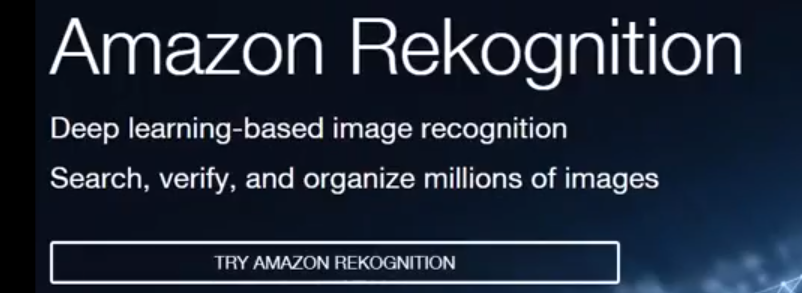 Amazon Rekognition
Deep learning-based image recognition
Search, verify, and organize millions of images
TRY AMAZON REKOGNITION